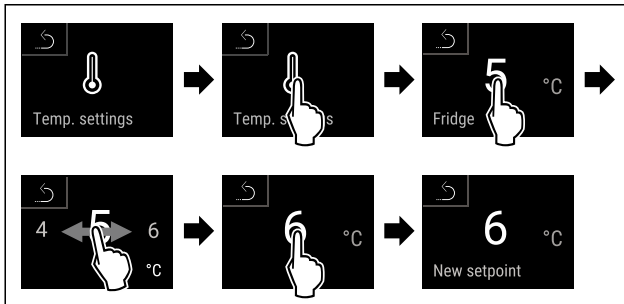 Temp. settings
Temp.
5 °C
Fridge
4 5 6
°C
6 °C
6 °C
New setpoint